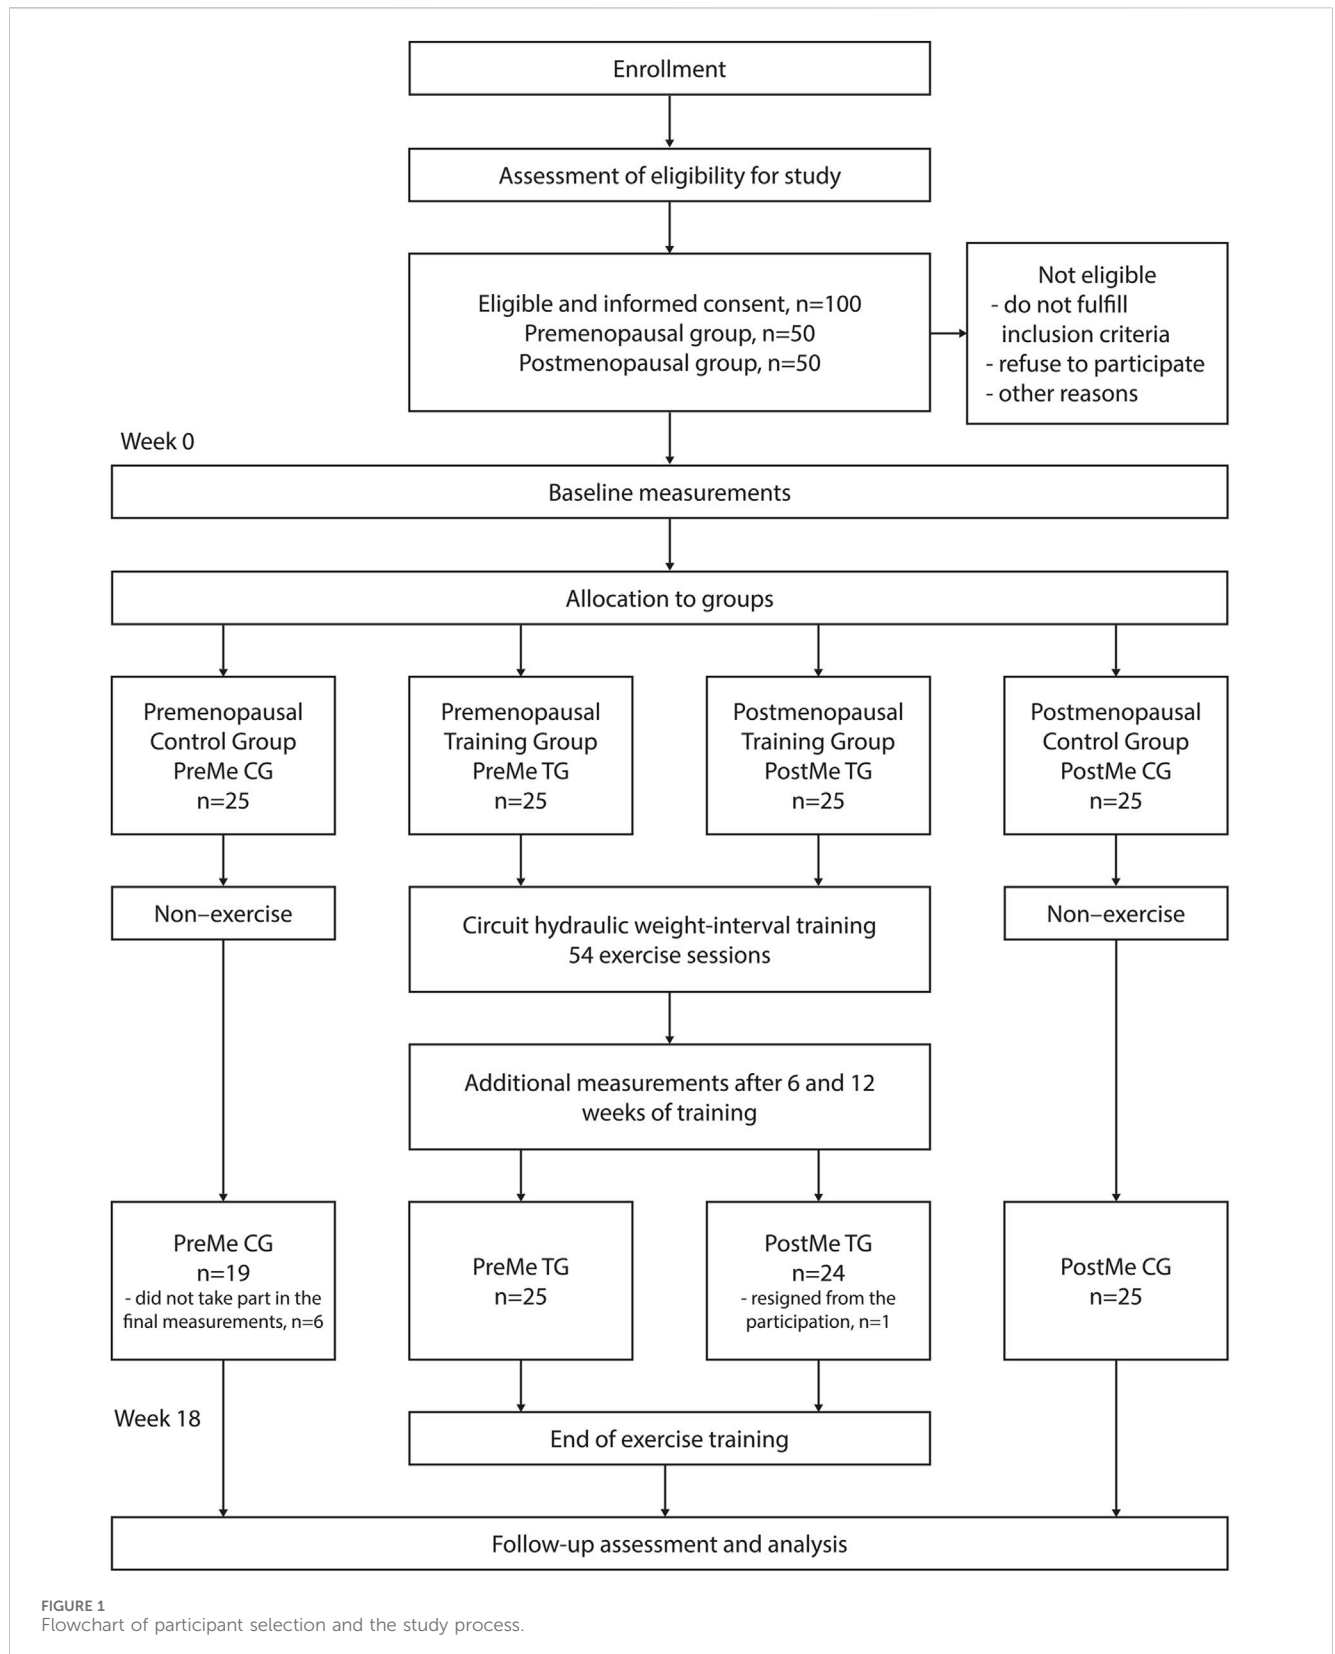 Enrollment
Assessment of eligibility for study
Eligible and informed consent, n=100
Premenopausal group, n=50
Postmenopausal group, n=50
Not eligible
- do not fulfill
inclusion criteria
- refuse to participate
- other reasons
Week 0
Baseline measurements
Allocation to groups
Premenopausal
Control Group
PreMe CG
n=25
Premenopausal
Training Group
PreMe TG
n=25
Postmenopausal
Training Group
PostMe TG
n=25
Postmenopausal
Control Group
PostMe CG
n=25
Non–exercise
Circuit hydraulic weight-interval training
54 exercise sessions
Non–exercise
Additional measurements after 6 and 12
weeks of training
PreMe CG
n=19
- did not take part in the
final measurements, n=6
PreMe TG
n=25
PostMe TG
n=24
- resigned from the
participation, n=1
PostMe CG
n=25
Week 18
End of exercise training
Follow-up assessment and analysis
FIGURE 1
Flowchart of participant selection and the study process.